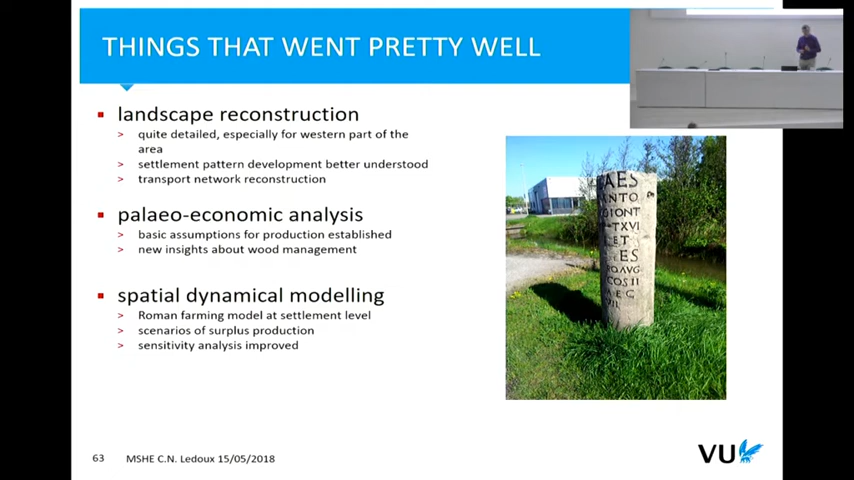 THINGS THAT WENT PRETTY WELL
landscape reconstruction
quite detailed, especially for western part of the
area
settlement pattern development better understood
transport network reconstruction
palaeo-economic analysis
basic assumptions for production established
new insights about wood management
spatial dynamical modelling
Roman farming model at settlement level
scenarios of surplus production
sensitivity analysis improved
AES
ANTO
IONT
TXVI
ET
ES
AVG
COS II
63
MSHE C.N. Ledoux 15/05/2018
VU